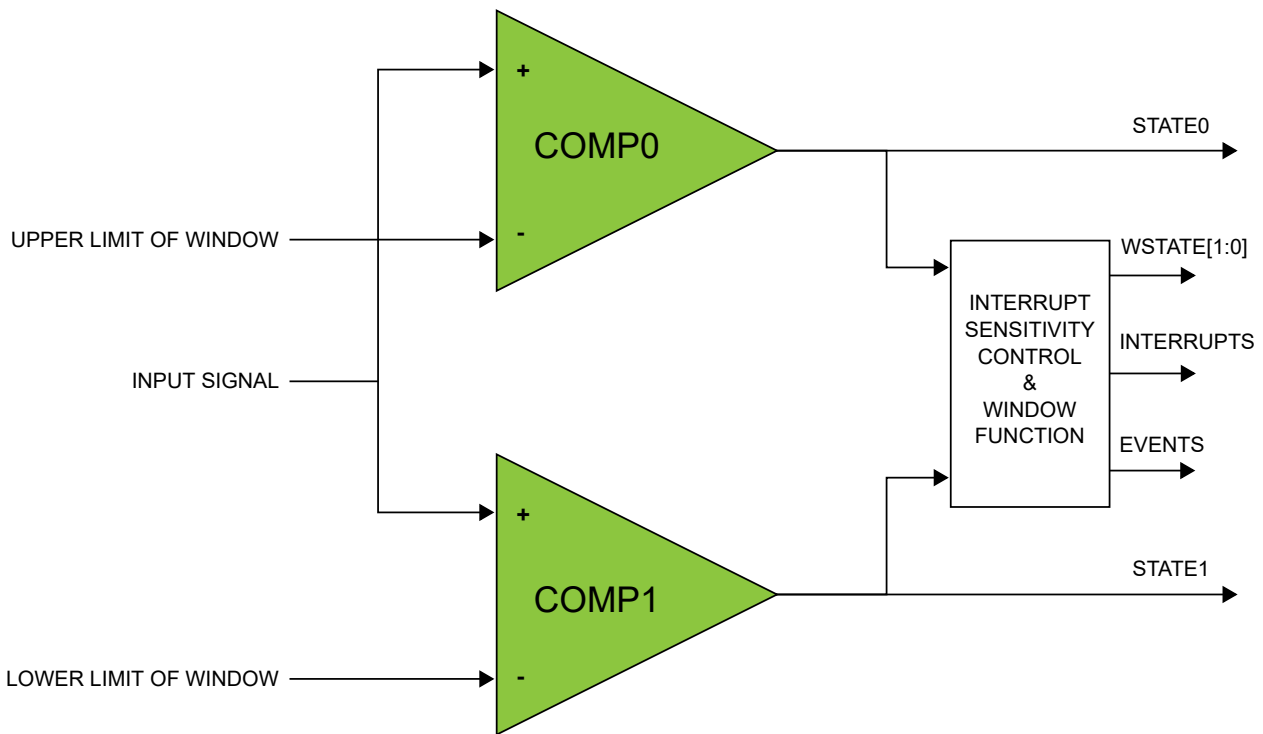 +
COMP0
-
STATE0
UPPER LIMIT OF WINDOW
WSTATE[1:0]
INTERRUPT
SENSITIVITY
CONTROL
&
WINDOW
FUNCTION
INTERRUPTS
EVENTS
INPUT SIGNAL
+
COMP1
-
STATE1
LOWER LIMIT OF WINDOW